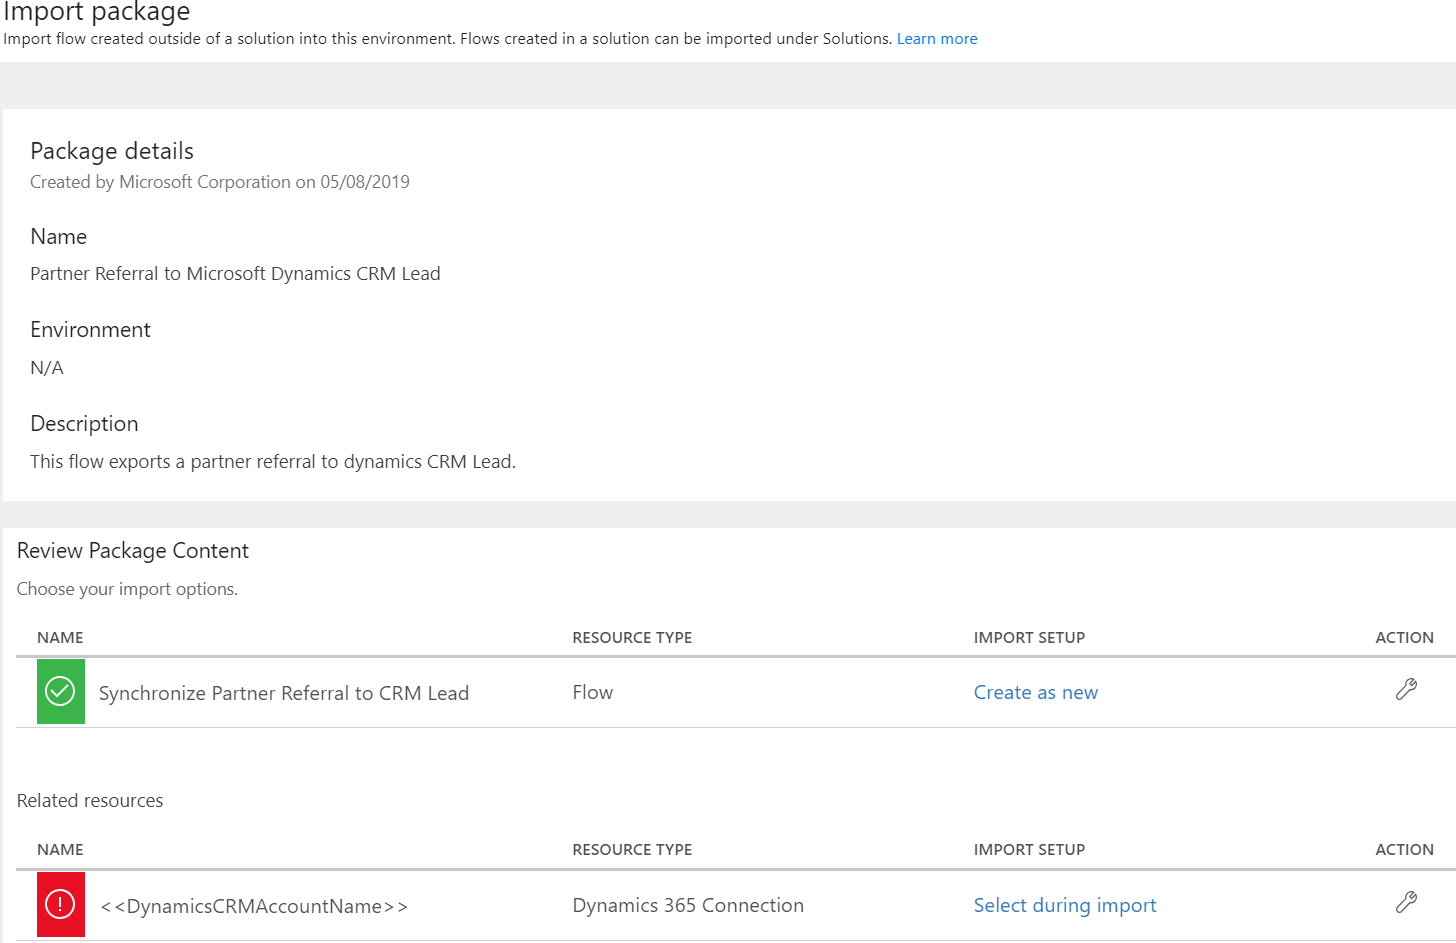 Import package
Import flow created outside of a solution into this environment. Flows created in a solution can be imported under Solutions. Learn more
Package details
Created by Microsoft Corporation on 05/08/2019
Name
Partner Referral to Microsoft Dynamics CRM Lead
Environment
N/A
Description
This flow exports a partner referral to dynamics CRM Lead.
Review Package Content
Choose your import options.
NAME RESOURCE TYPE IMPORT SETUP ACTION
Synchronize Partner Referral to CRM Lead Flow Create as new
Related resources
NAME RESOURCE TYPE IMPORT SETUP ACTION
<<DynamicsCRMAccountName>> Dynamics 365 Connection Select during import